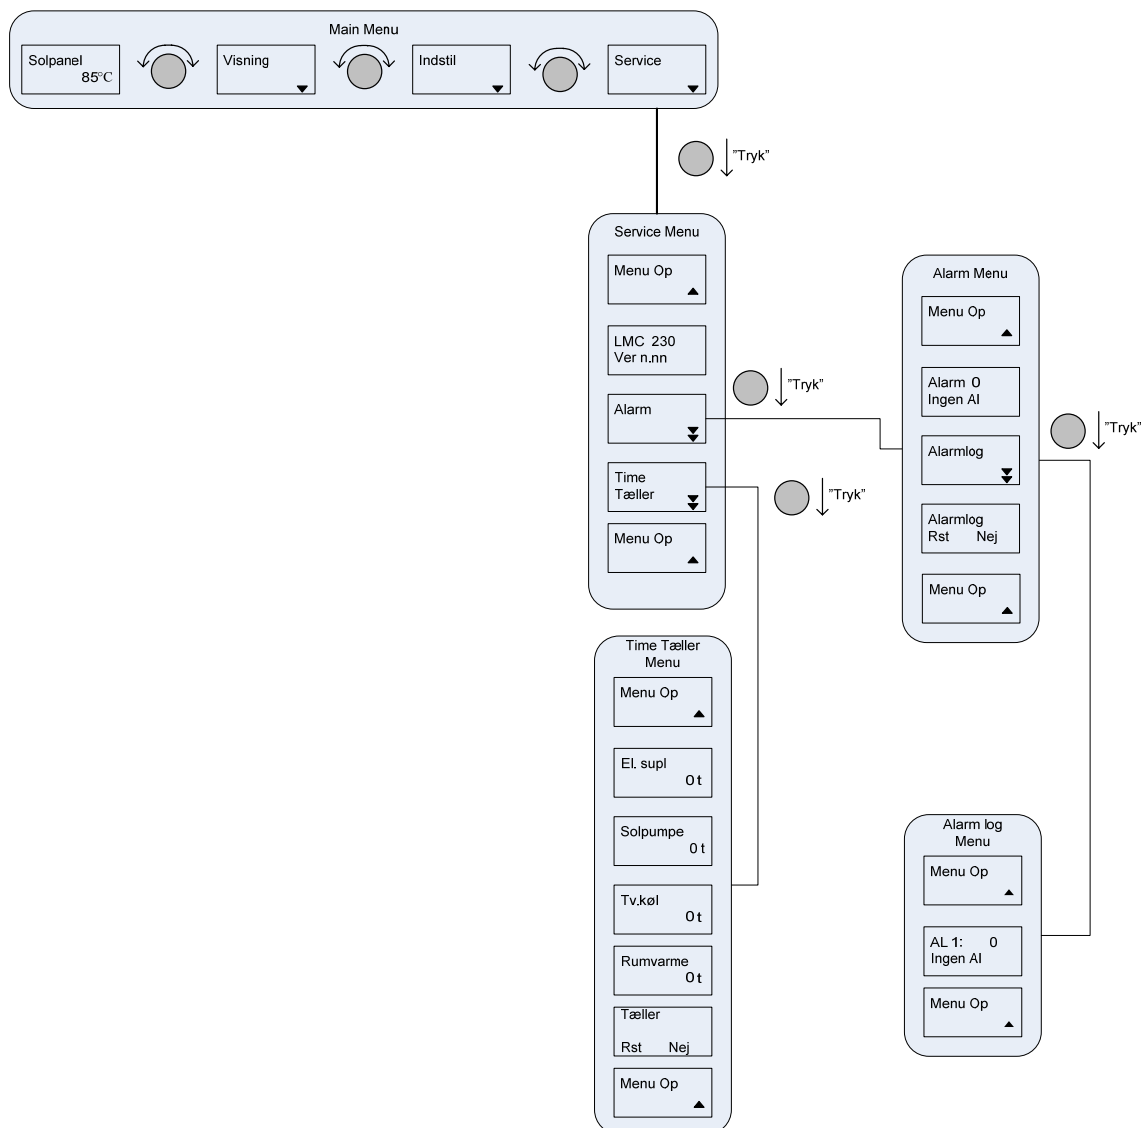 Main Menu
Solpanel
85°C
Visning
Indstil
Service
"Tryk"
Service Menu
Menu Op
LMC 230
Ver n.nn
Alarm
"Tryk"
Time
Tæller
"Tryk"
Menu Op
Alarm Menu
Menu Op
Alarm 0
Ingen Al
Alarmlog
"Tryk"
Alarmlog
Rst Nej
Menu Op
Time Tæller
Menu
Menu Op
El. supl
0 t
Solpumpe
0 t
Tv.køl
0 t
Rumvarme
0 t
Tæller
Rst Nej
Menu Op
Alarm log
Menu
Menu Op
AL 1: 0
Ingen Al
Menu Op